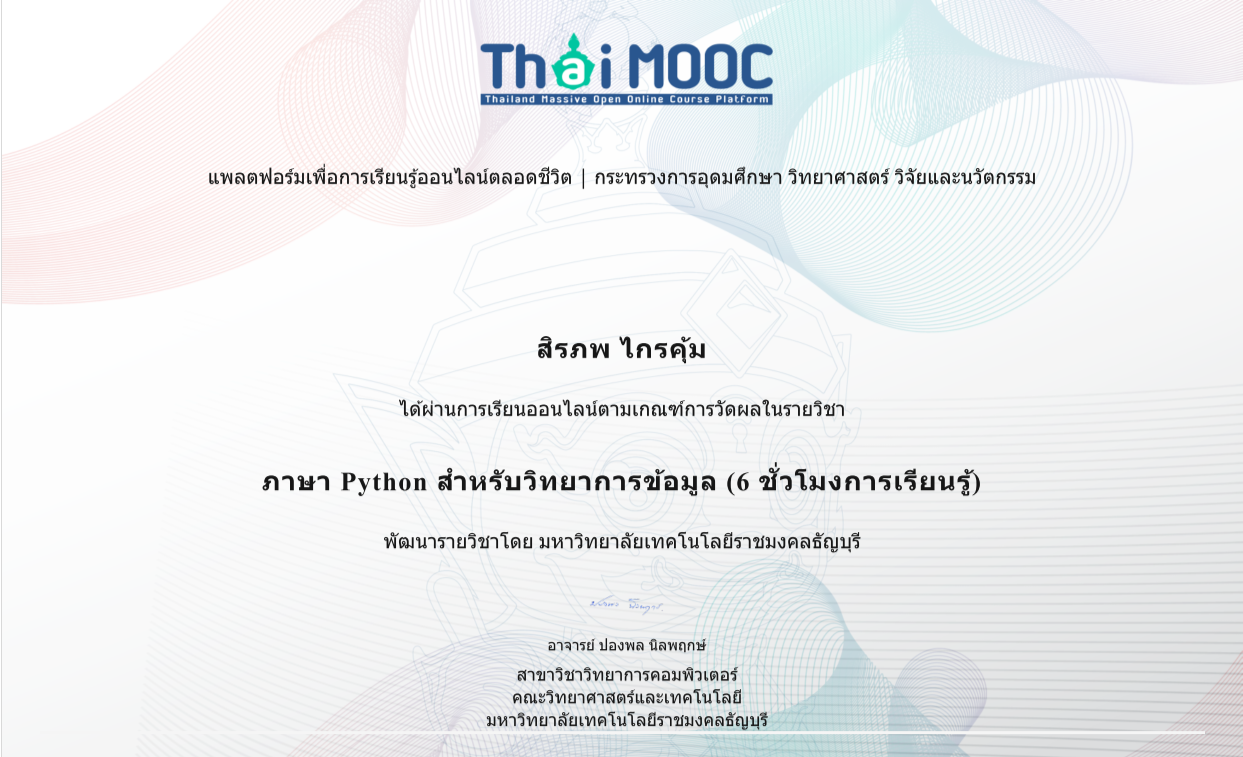 Thai MOOC
Thailand Massive Open Online Course Platform
แพลตฟอร์มเพื่อการเรียนรู้ออนไลน์ตลอดชีวิต | กระทรวงการอุดมศึกษา วิทยาศาสตร์ วิจัยและนวัตกรรม
สิรภพ ไกรคุ้ม
ได้ผ่านการเรียนออนไลน์ตามเกณฑ์การวัดผลในรายวิชา
ภาษา Python สำหรับวิทยาการข้อมูล (6 ชั่วโมงการเรียนรู้)
พัฒนารายวิชาโดย มหาวิทยาลัยเทคโนโลยีราชมงคลธัญบุรี
อาจารย์ ปองพล นิลพฤกษ์
สาขาวิชาวิทยาการคอมพิวเตอร์
คณะวิทยาศาสตร์และเทคโนโลยี
มหาวิทยาลัยเทคโนโลยีราชมงคลธัญบุรี